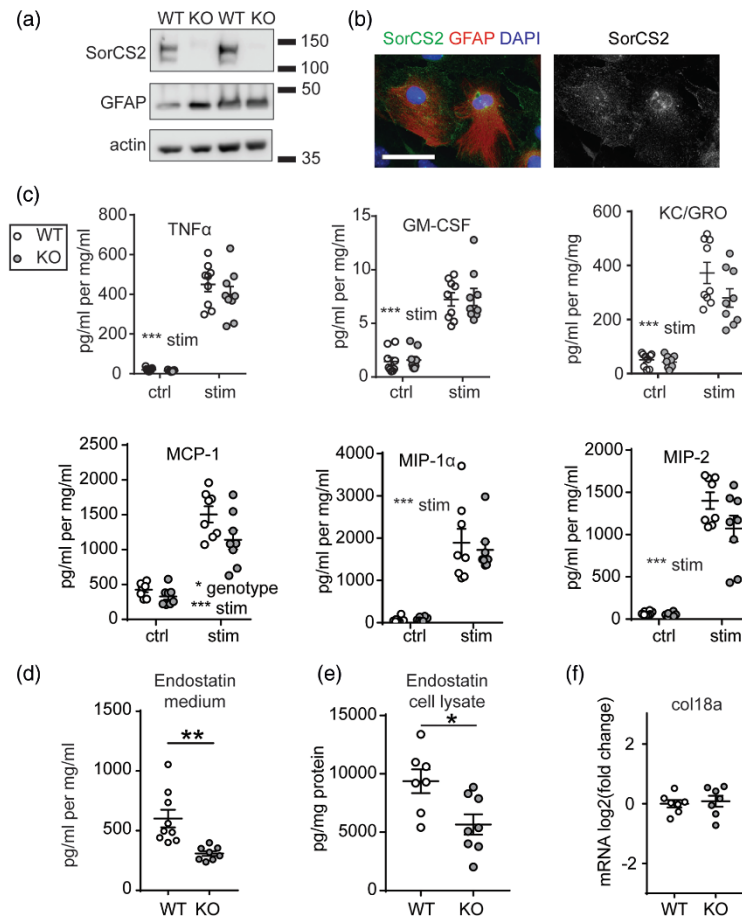 (a)
WT KO WT KO
SorCS2
150
100
GFAP
50
actin
35
(b)
SorCS2 GFAP DAPI
SorCS2
(c)
WT
KO
TNFα
pg/ml per mg/ml
800
600
400
200
0
*** stim
ctrl stim
GM-CSF
pg/ml per mg/ml
15
10
5
0
*** stim
ctrl stim
KC/GRO
pg/ml per mg/mg
600
400
200
0
*** stim
ctrl stim
MCP-1
pg/ml per mg/ml
2500
2000
1500
1000
500
0
* genotype
*** stim
ctrl stim
MIP-1α
pg/ml per mg/ml
4000
3000
2000
1000
0
*** stim
ctrl stim
MIP-2
pg/ml per mg/ml
2000
1500
1000
500
0
*** stim
ctrl stim
(d)
Endostatin
medium
pg/ml per mg/ml
1500
1000
500
0
**
WT KO
(e)
Endostatin
cell lysate
pg/mg protein
15000
10000
5000
0
*
WT KO
(f)
col18a
mRNA log2(fold change)
2
0
-2
WT KO